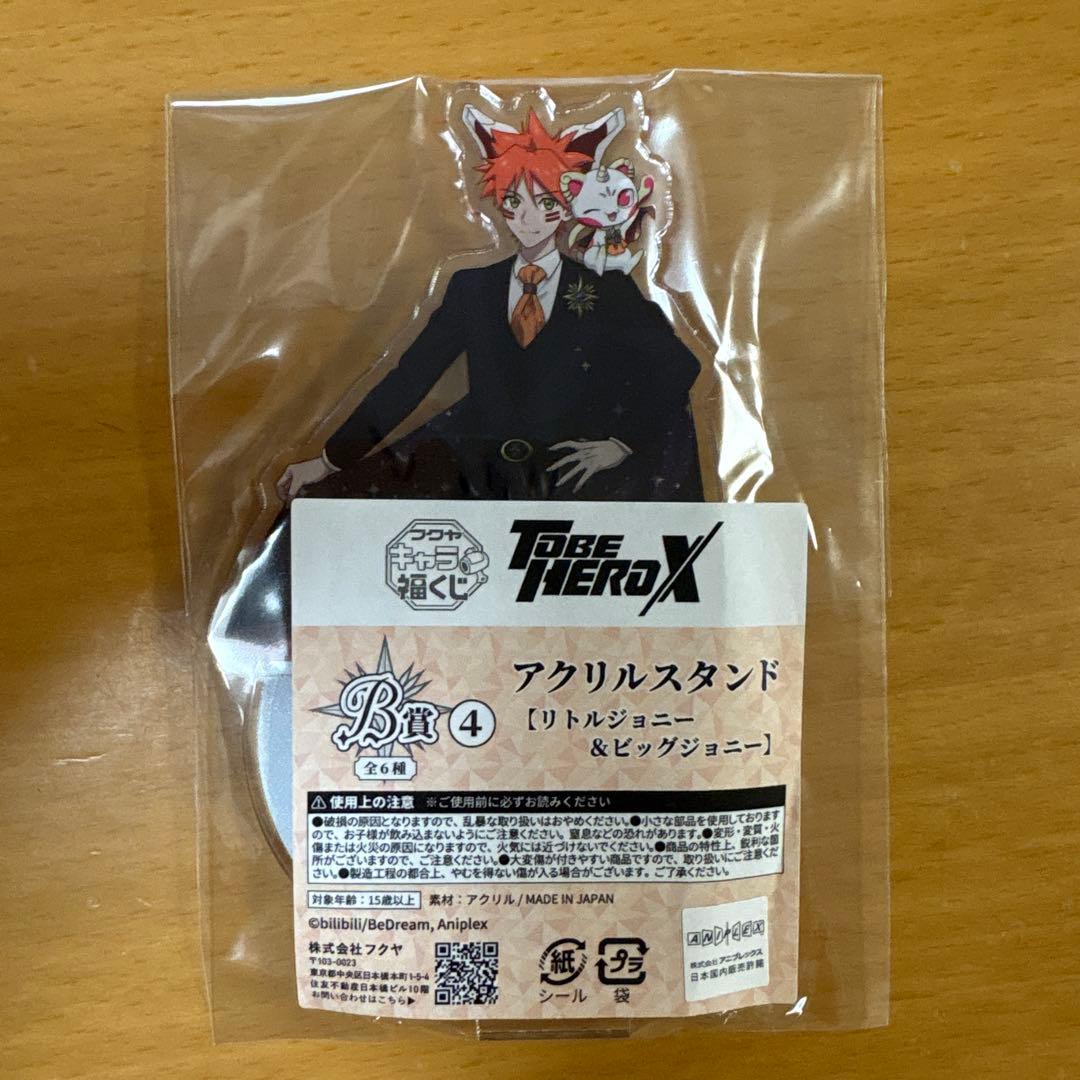 フクヤ
キャラ
福くじ
TOBE
HERO X
B賞
全6種
4
アクリルスタンド
【リトルジョニー
&ビッグジョニー】
使用上の注意 ※ご使用前に必ずお読みください
●破損の原因となりますので、乱暴な取り扱いはおやめください。●小さな部品を使用しております
ので、お子様が飲み込まないようにご注意ください。窒息などの恐れがあります。●変形・変質・火
傷または火災の原因になりますので、火気には近づけないでください。●商品の特性上、鋭利な箇
所がございますので、ご注意ください。●大変傷が付きやすい商品ですので、取り扱いにご注意くだ
さい。●製造工程の都合上、やむを得ない傷が入る場合がございます。ご了承ください。
対象年齢:15歳以上 素材:アクリル/MADE IN JAPAN
©bilibili/BeDream, Aniplex
株式会社フクヤ
〒103-0023
東京都中央区日本橋本町1-5-4
住友不動産日本橋ビル10階
お問い合わせはこちら▶
紙
シール
プラ
袋
ANIPLEX
株式会社アニプレックス
日本国内販売許諾